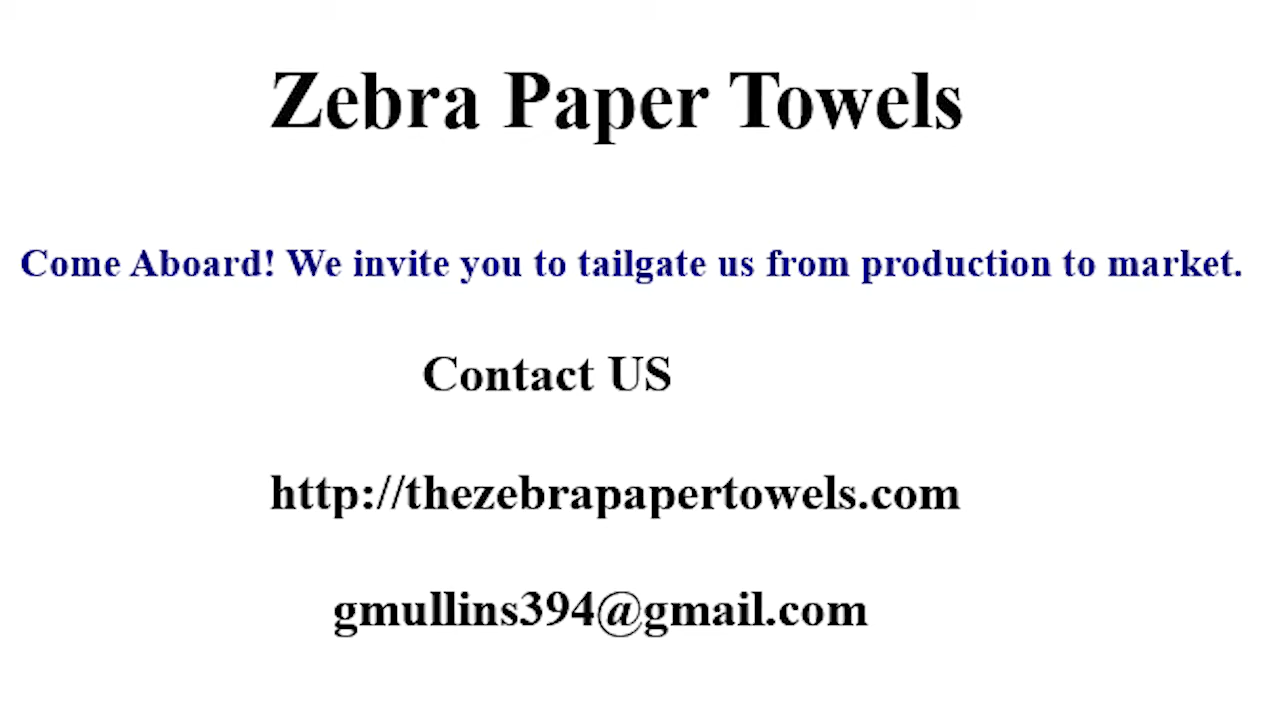 Zebra Paper Towels
Come Aboard! We invite you to tailgate us from production to market.
Contact US
http://thezebrapapertowels.com
gmullins394@gmail.com